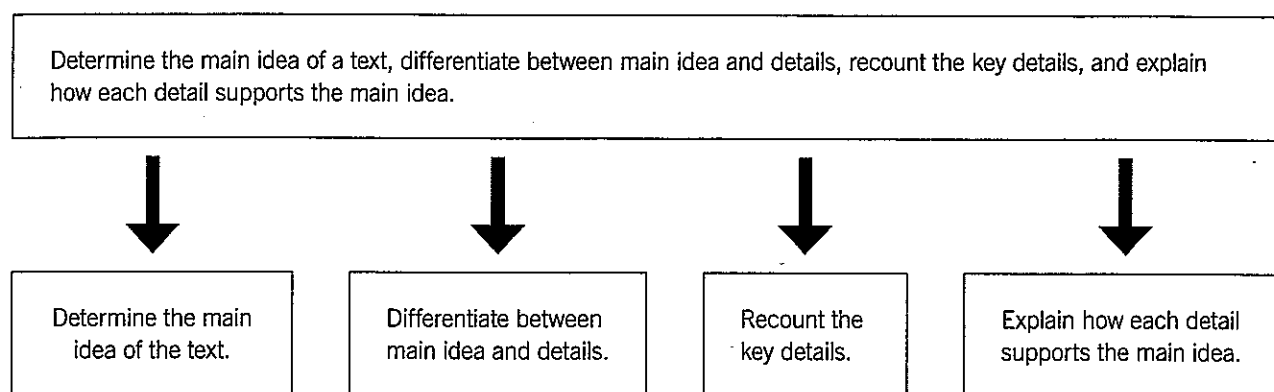 Determine the main idea of a text, differentiate between main idea and details, recount the key details, and explain
how each detail supports the main idea.
Determine the main
idea of the text.
Differentiate between
main idea and details.
Recount the
key details.
Explain how each detail
supports the main idea.